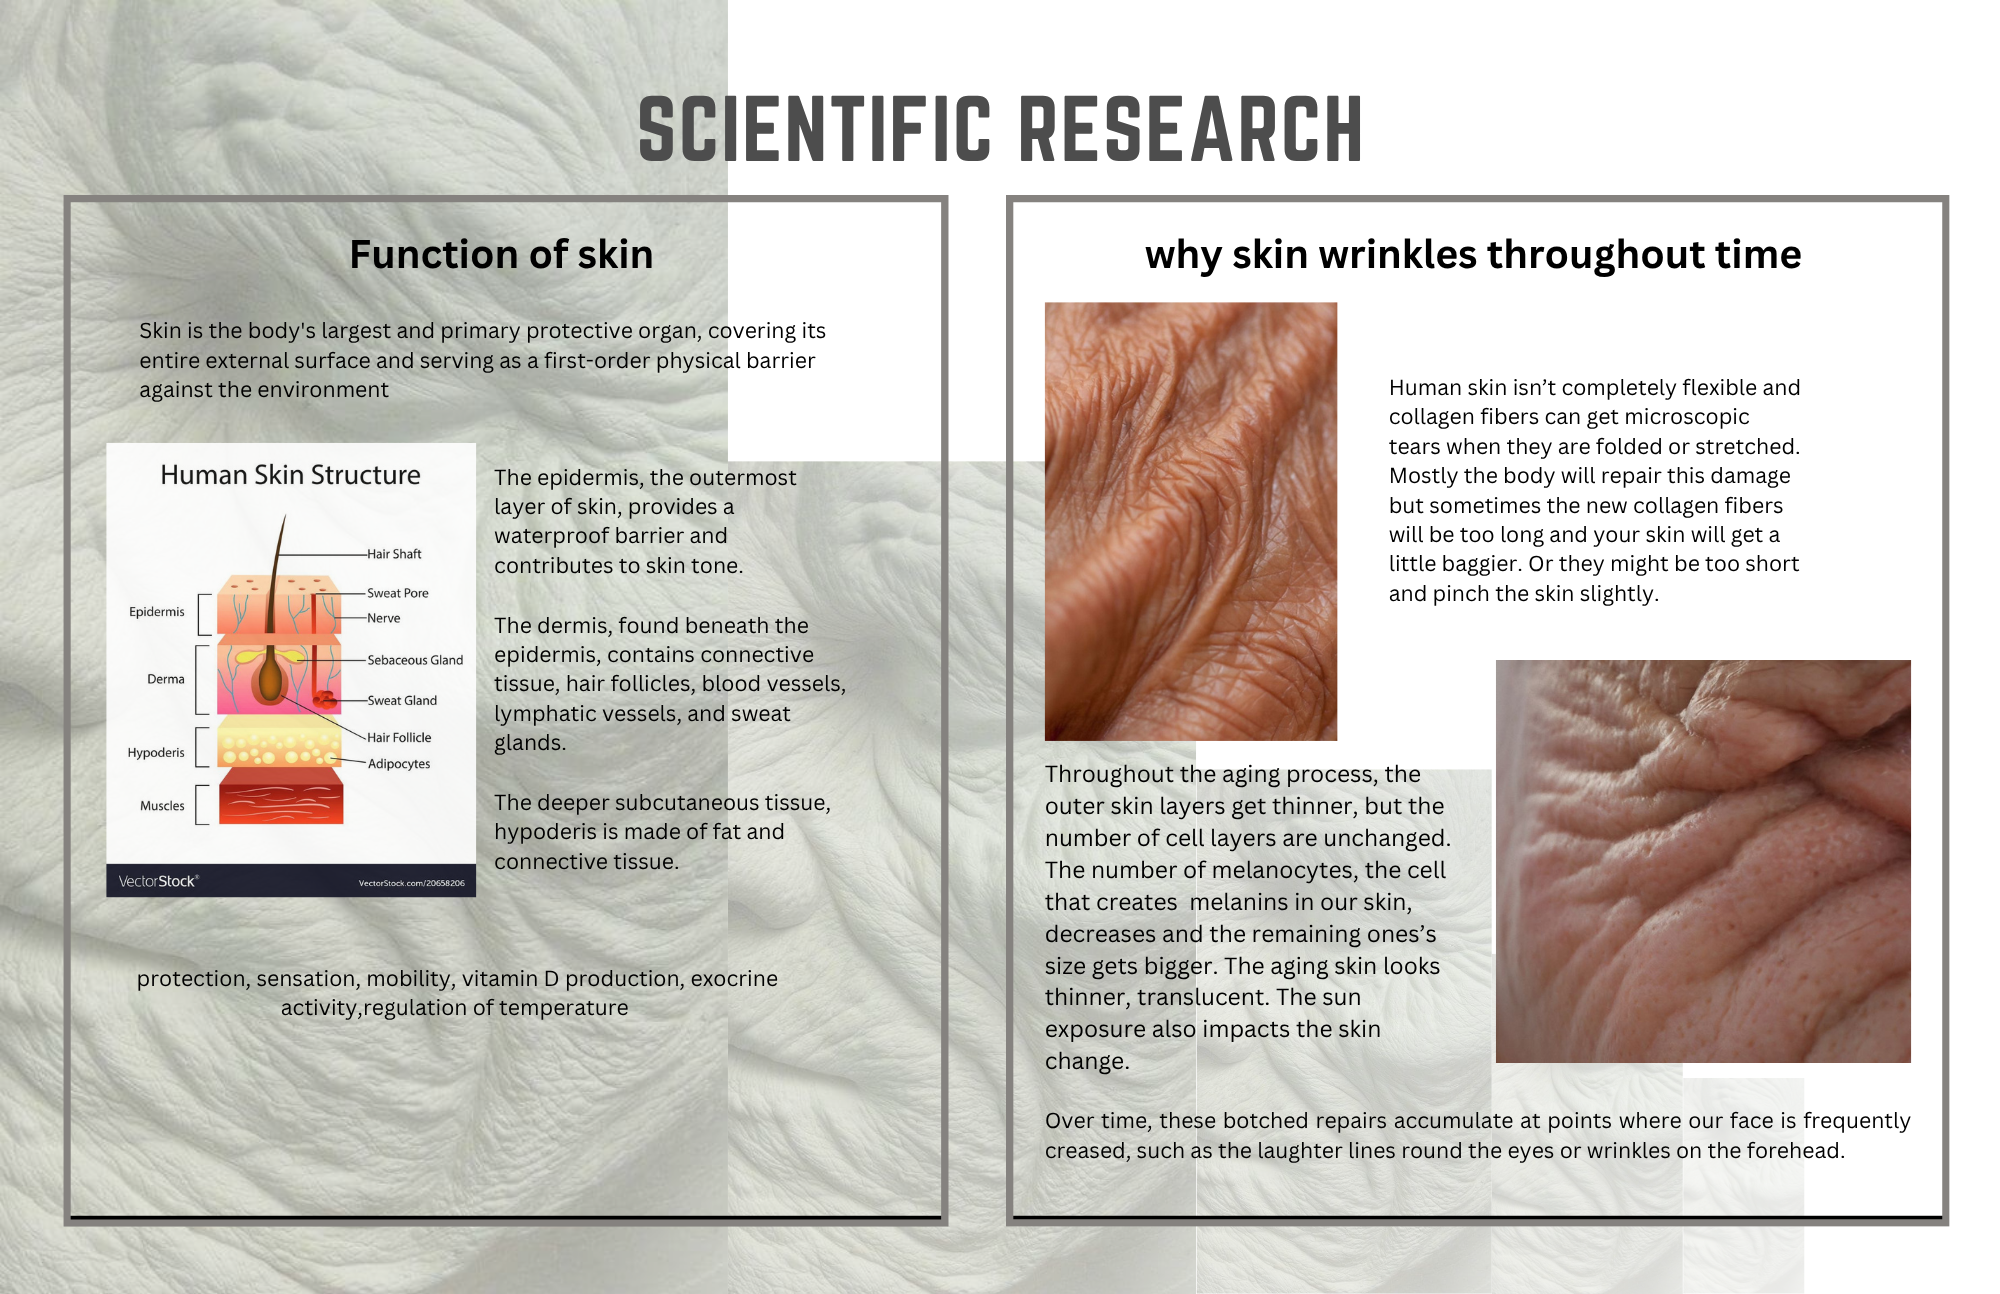 SCIENTIFIC RESEARCH
Function of skin
Skin is the body's largest and primary protective organ, covering its
entire external surface and serving as a first-order physical barrier
against the environment
Human Skin Structure
Hair Shaft
Sweat Pore
Nerve
Sebaceous Gland
Sweat Gland
Hair Follicle
Adipocytes
Epidermis
Derma
Hypoderis
Muscles
VectorStock®
VectorStock.com/20658206
The epidermis, the outermost
layer of skin, provides a
waterproof barrier and
contributes to skin tone.
The dermis, found beneath the
epidermis, contains connective
tissue, hair follicles, blood vessels,
lymphatic vessels, and sweat
glands.
The deeper subcutaneous tissue,
hypoderis is made of fat and
connective tissue.
protection, sensation, mobility, vitamin D production, exocrine
activity,regulation of temperature
why skin wrinkles throughout time
Human skin isn’t completely flexible and
collagen fibers can get microscopic
tears when they are folded or stretched.
Mostly the body will repair this damage
but sometimes the new collagen fibers
will be too long and your skin will get a
little baggier. Or they might be too short
and pinch the skin slightly.
Throughout the aging process, the
outer skin layers get thinner, but the
number of cell layers are unchanged.
The number of melanocytes, the cell
that creates  melanins in our skin,
decreases and the remaining ones’s
size gets bigger. The aging skin looks
thinner, translucent. The sun
exposure also impacts the skin
change.
Over time, these botched repairs accumulate at points where our face is frequently
creased, such as the laughter lines round the eyes or wrinkles on the forehead.